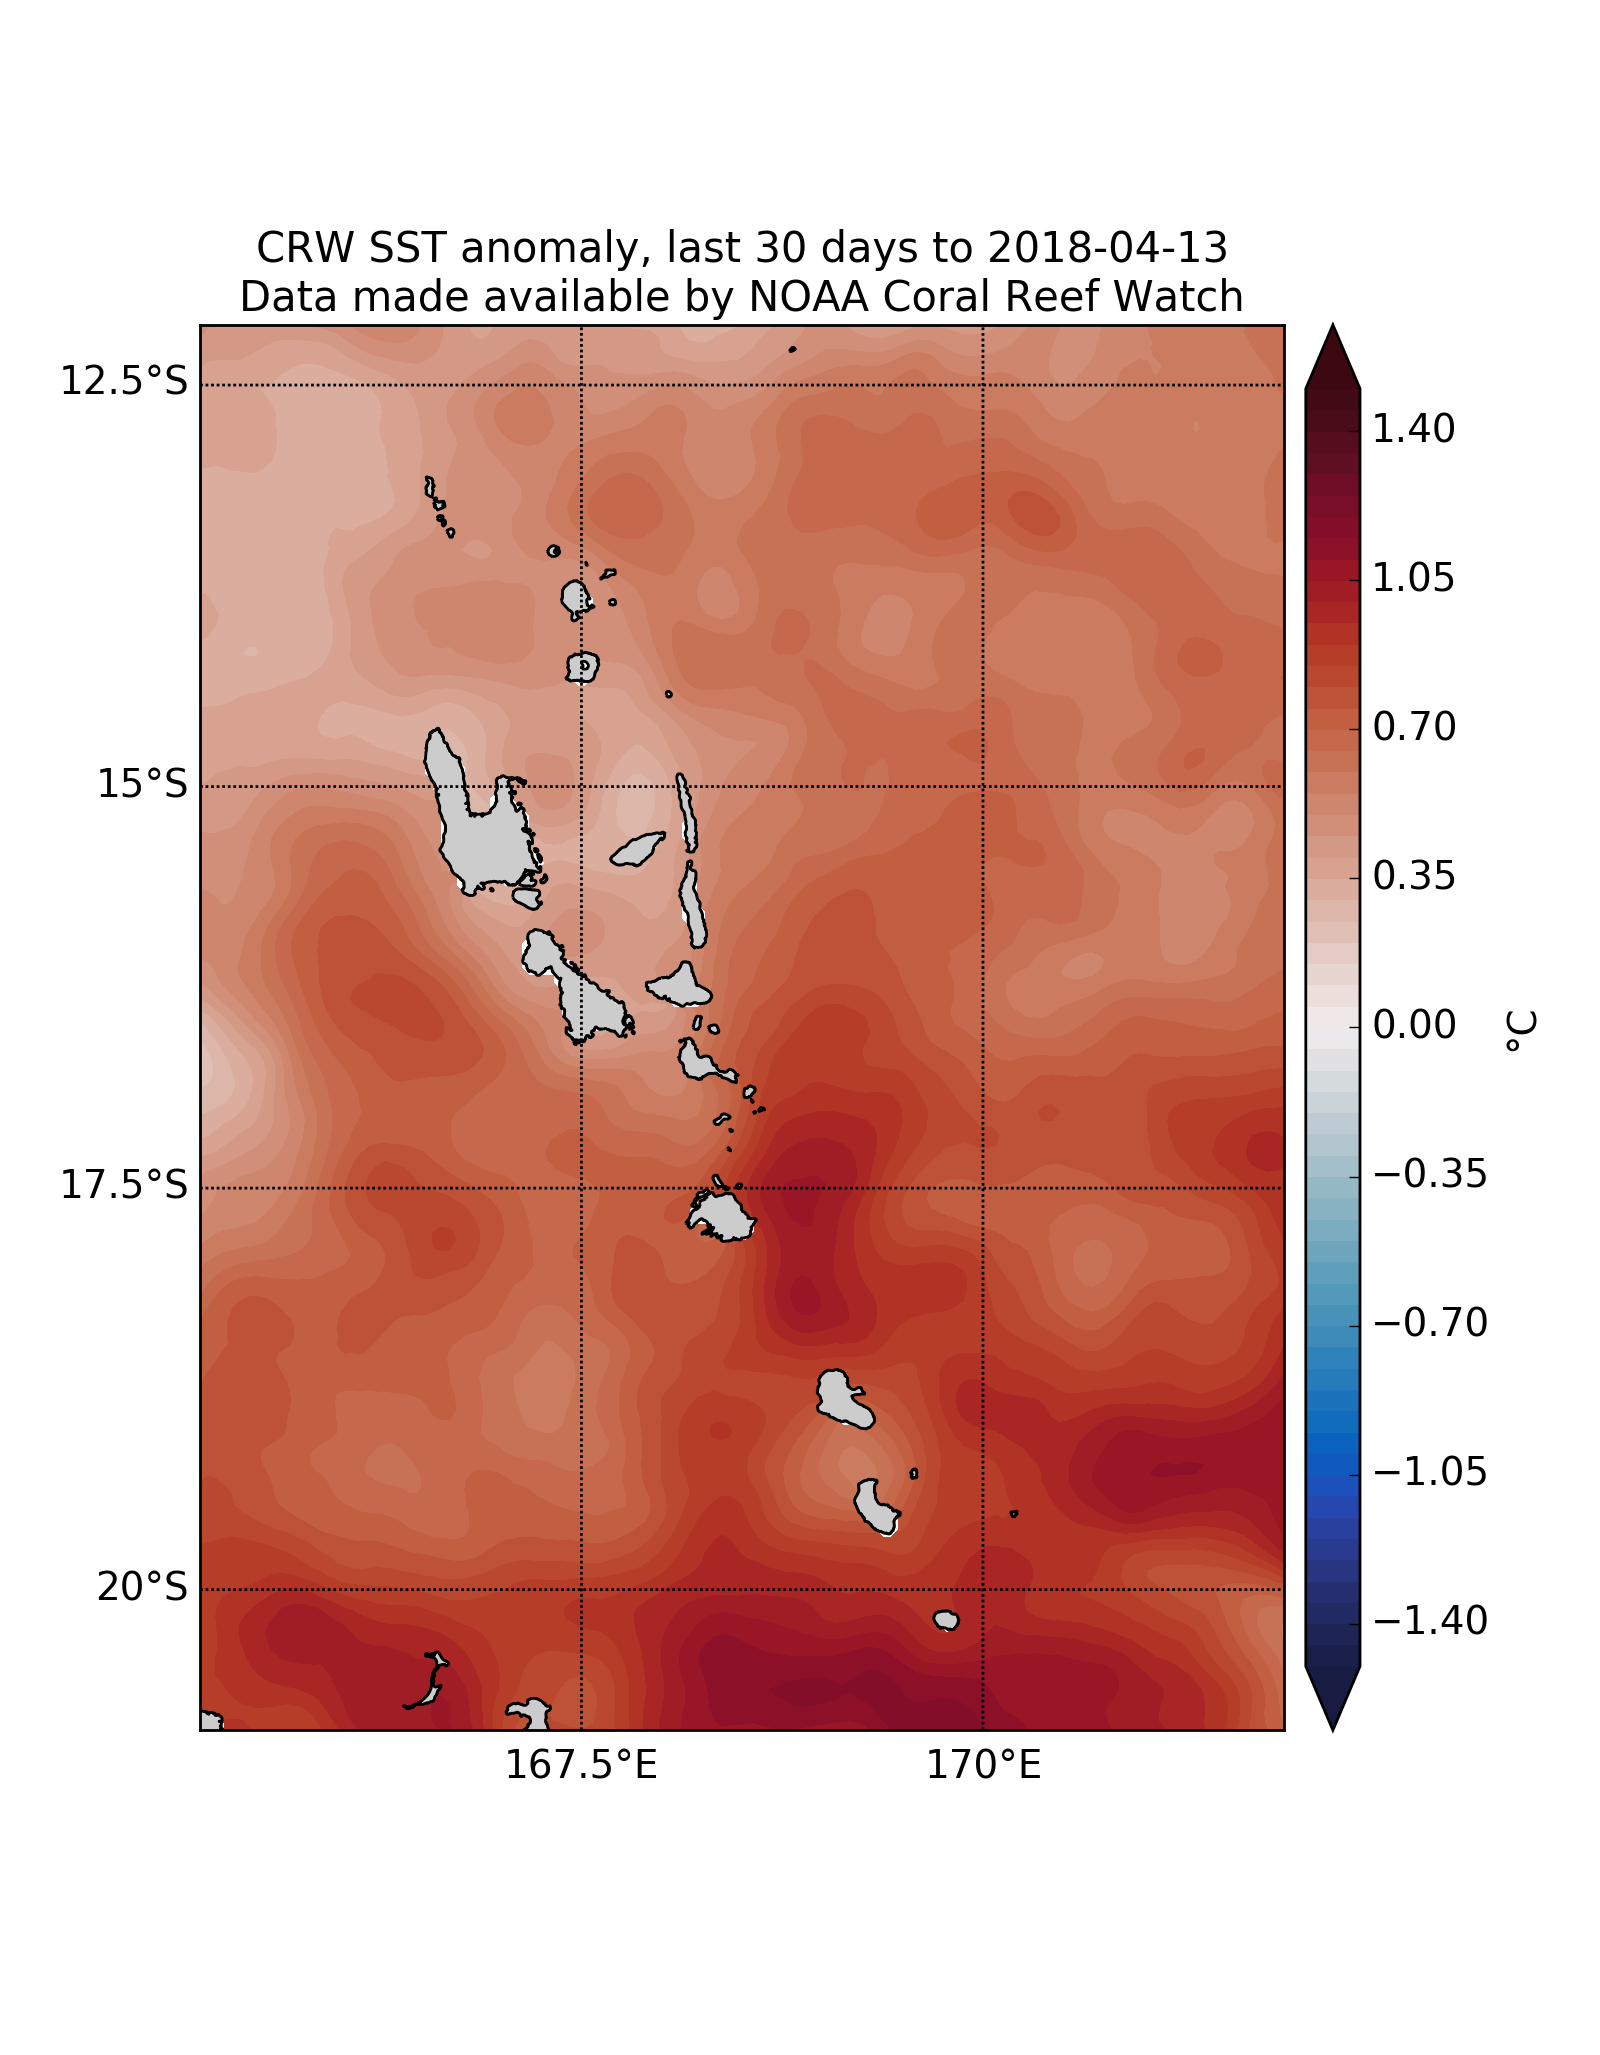 CRW SST anomaly, last 30 days to 2018-04-13
Data made available by NOAA Coral Reef Watch
12.5°S
15°S
17.5°S
20°S
167.5°E
170°E
1.40
1.05
0.70
0.35
0.00
−0.35
−0.70
−1.05
−1.40
°C